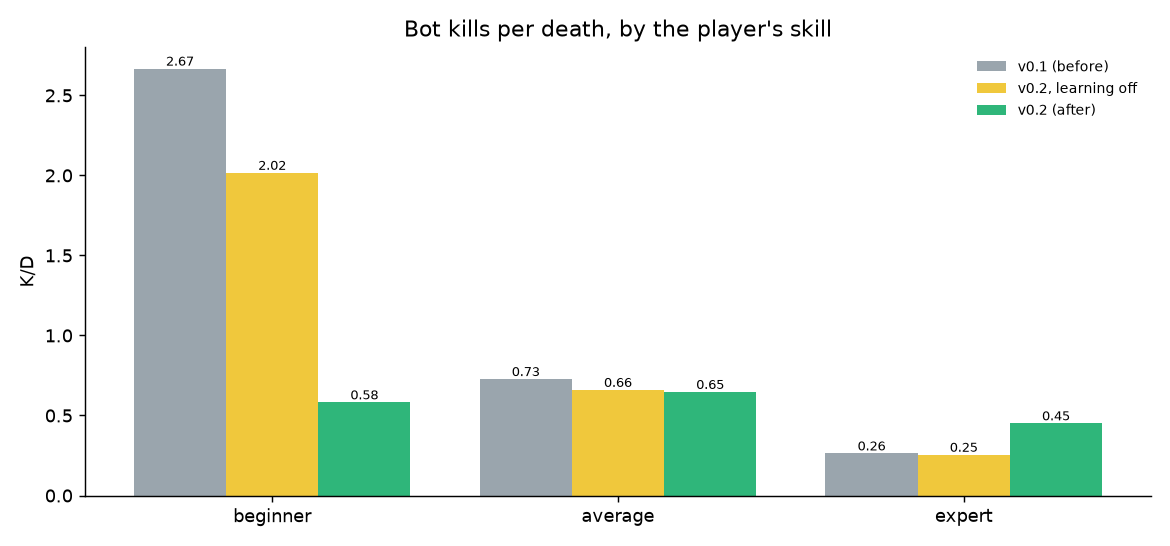 Bot kills per death, by the player's skill
v0.1 (before)
v0.2, learning off
v0.2 (after)
K/D
2.5
2.0
1.5
1.0
0.5
0.0
2.67
2.02
0.58
0.73
0.66
0.65
0.26
0.25
0.45
beginner
average
expert